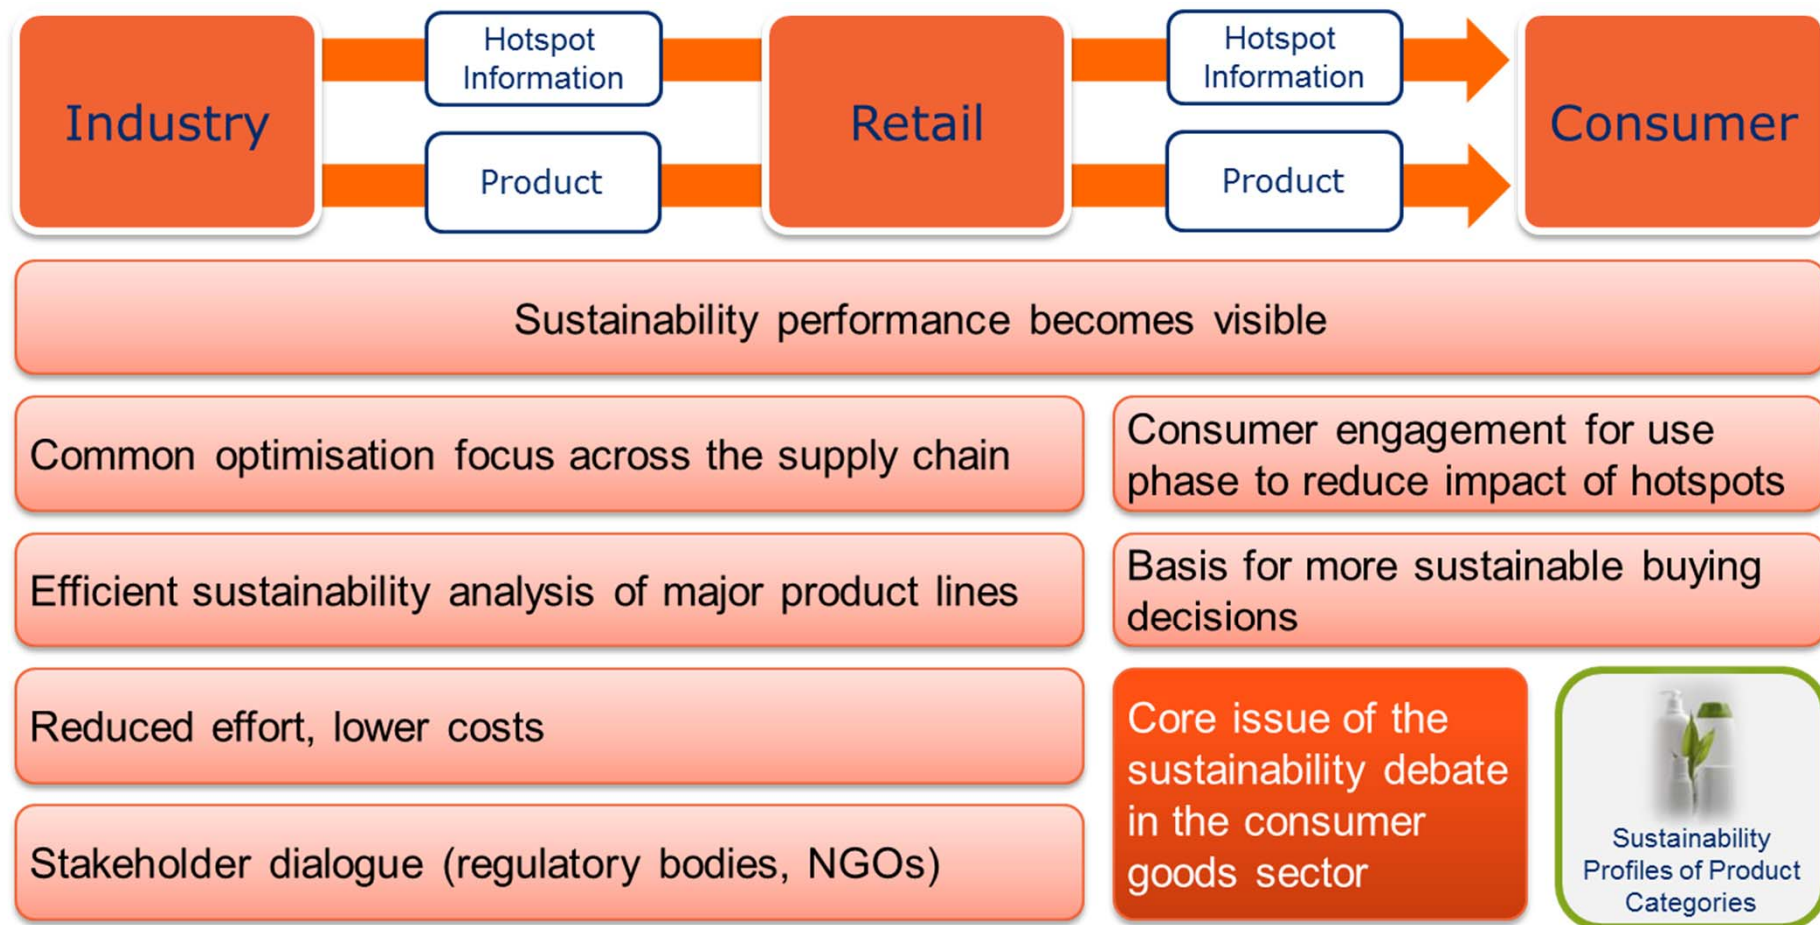 Industry
Hotspot
Information
Product
Retail
Hotspot
Information
Product
Consumer
Sustainability performance becomes visible
Common optimisation focus across the supply chain
Consumer engagement for use
phase to reduce impact of hotspots
Efficient sustainability analysis of major product lines
Basis for more sustainable buying
decisions
Reduced effort, lower costs
Stakeholder dialogue (regulatory bodies, NGOs)
Core issue of the
sustainability debate
in the consumer
goods sector
Sustainability
Profiles of Product
Categories